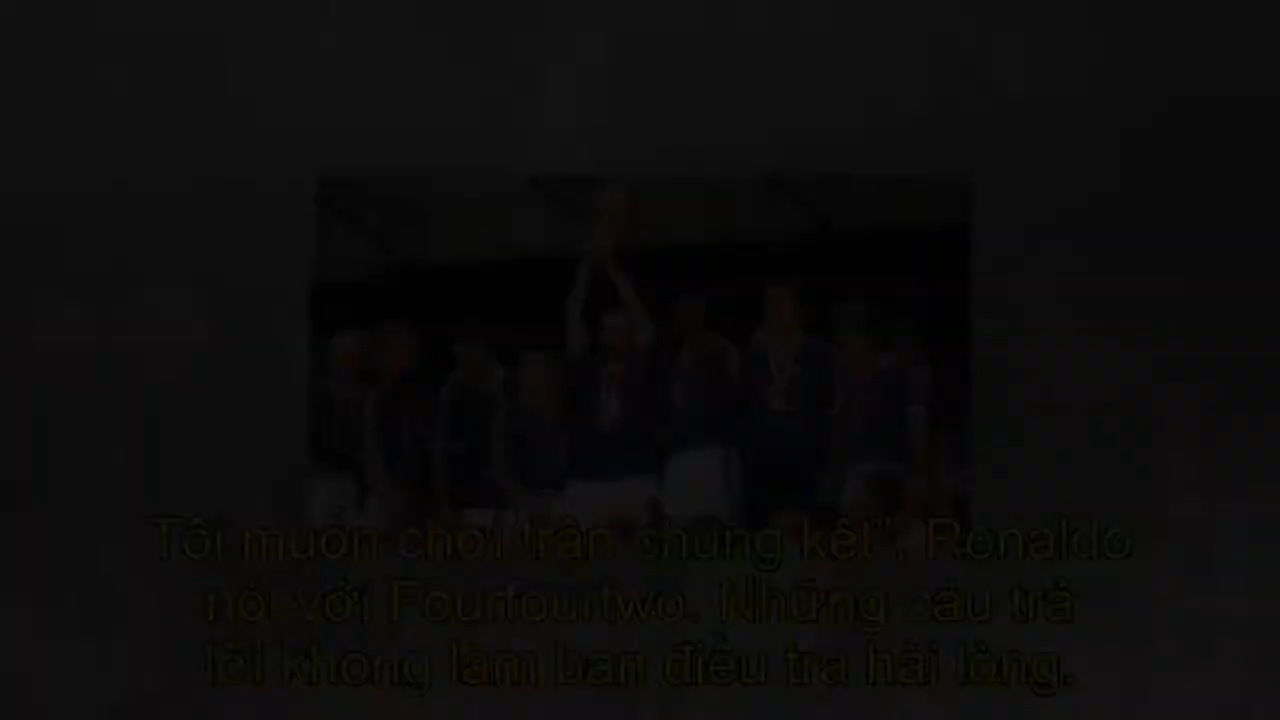 Tôi muốn chơi trận chung kết". Ronaldo
nói với Fourfourtwo. Những câu trả
lời không làm ban điều tra hài lòng.